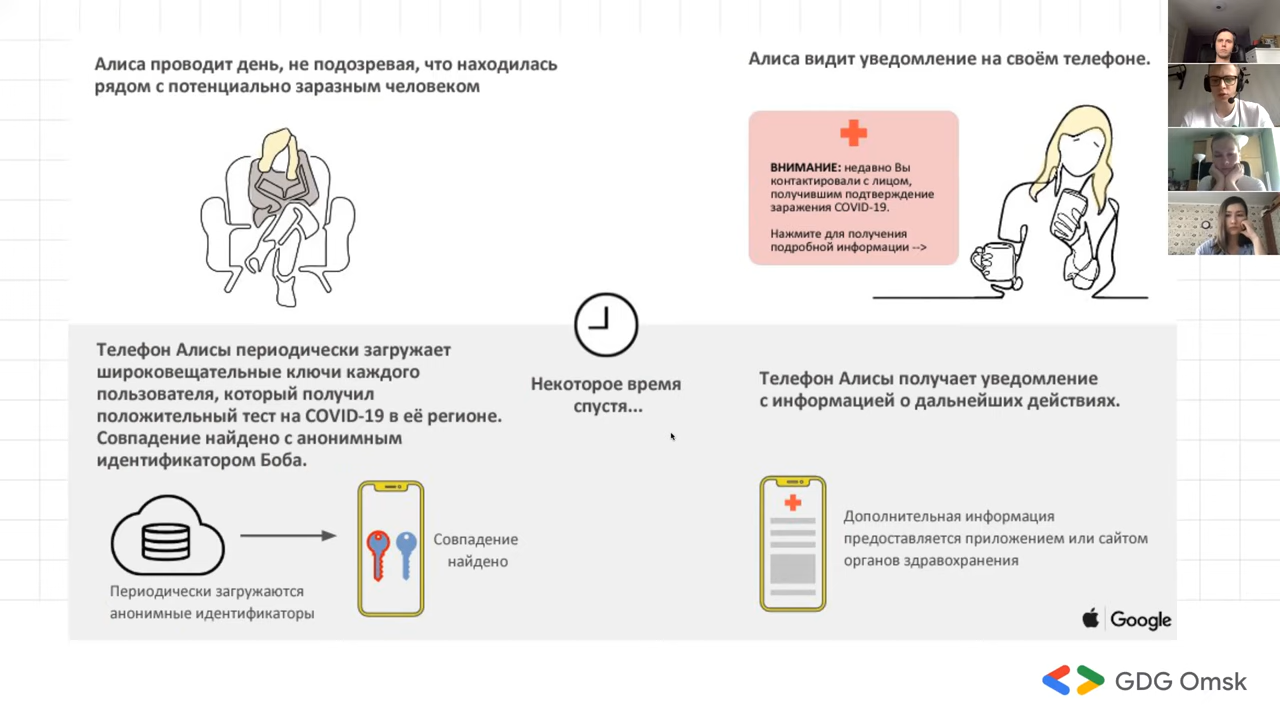 Алиса проводит день, не подозревая, что находилась
рядом с потенциально заразным человеком
Алиса видит уведомление на своём телефоне.
ВНИМАНИЕ: недавно Вы
контактировали с лицом,
получившим подтверждение
заражения COVID-19.
Нажмите для получения
подробной информации -->
Телефон Алисы периодически загружает
широковещательные ключи каждого
пользователя, который получил
положительный тест на COVID-19 в её регионе.
Совпадение найдено с анонимным
идентификатором Боба.
Некоторое время
спустя...
Телефон Алисы получает уведомление
с информацией о дальнейших действиях.
Совпадение
найдено
Периодически загружаются
анонимные идентификаторы
Дополнительная информация
предоставляется приложением или сайтом
органов здравохранения
Google
GDG Omsk